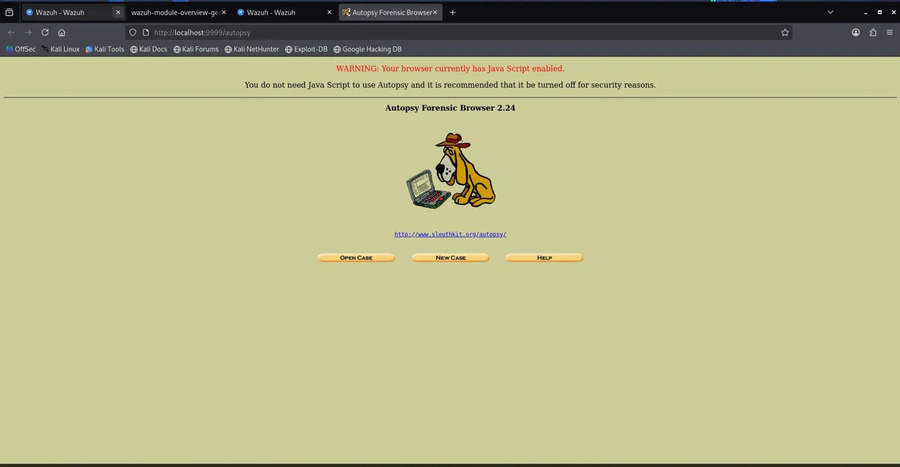 Wazuh - Wazuh
wazuh-module-overview-ge
Wazuh - Wazuh
Autopsy Forensic Browser
http://localhost:9999/autopsy
OffSec
Kali Linux
Kali Tools
Kali Docs
Kali Forums
Kali NetHunter
Exploit-DB
Google Hacking DB
WARNING: Your browser currently has Java Script enabled.
You do not need Java Script to use Autopsy and it is recommended that it be turned off for security reasons.
Autopsy Forensic Browser 2.24
http://www.sleuthkit.org/autopsy/
OPEN CASE
NEW CASE
HELP